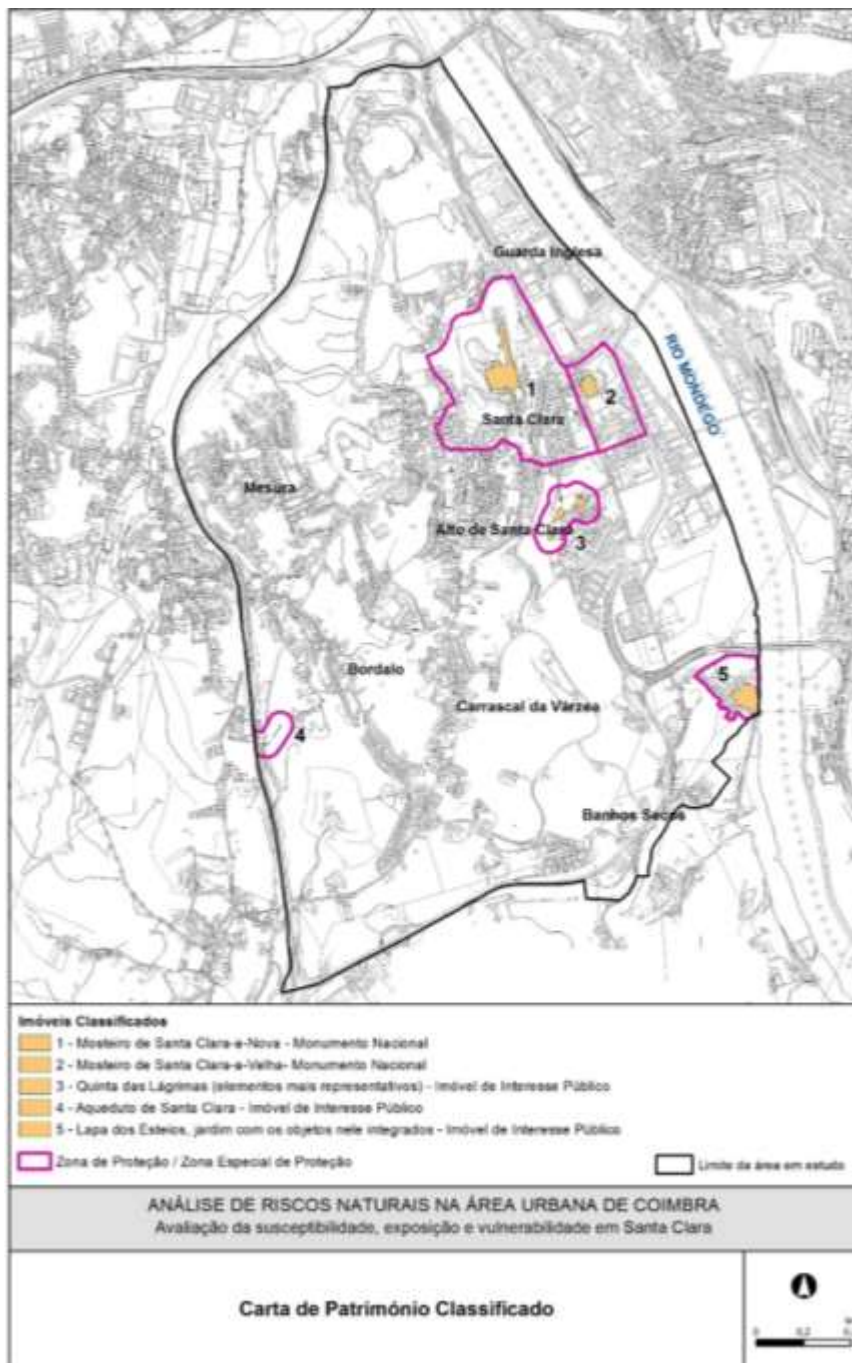 Guarda Inglesa
RIO MONDEGO
1
2
Santa Clara
Mesura
Alto de Santa Clara
3
Bordalo
5
Carrascal da Várzea
4
Banhos Secos
Imóveis Classificados
1 - Mosteiro de Santa Clara-a-Nova - Monumento Nacional
2 - Mosteiro de Santa Clara-a-Velha- Monumento Nacional
3 - Quinta das Lágrimas (elementos mais representativos) - Imóvel de Interesse Público
4 - Aqueduto de Santa Clara - Imóvel de Interesse Público
5 - Lapa dos Esteios, jardim com os objetos nele integrados - Imóvel de Interesse Público
Zona de Proteção / Zona Especial de Proteção
Limite da área em estudo
ANÁLISE DE RISCOS NATURAIS NA ÁREA URBANA DE COIMBRA
Avaliação da susceptibilidade, exposição e vulnerabilidade em Santa Clara
Carta de Património Classificado
0 0,2